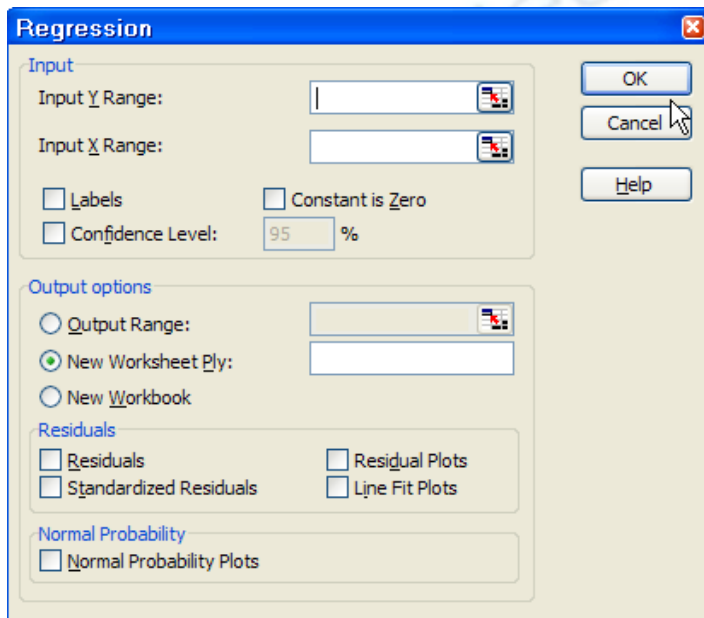 Regression
Input
Input Y Range:
Input X Range:
Labels
Constant is Zero
Confidence Level:
95
%
Output options
Output Range:
New Worksheet Ply:
New Workbook
Residuals
Residuals
Residual Plots
Standardized Residuals
Line Fit Plots
Normal Probability
Normal Probability Plots
OK
Cancel
Help